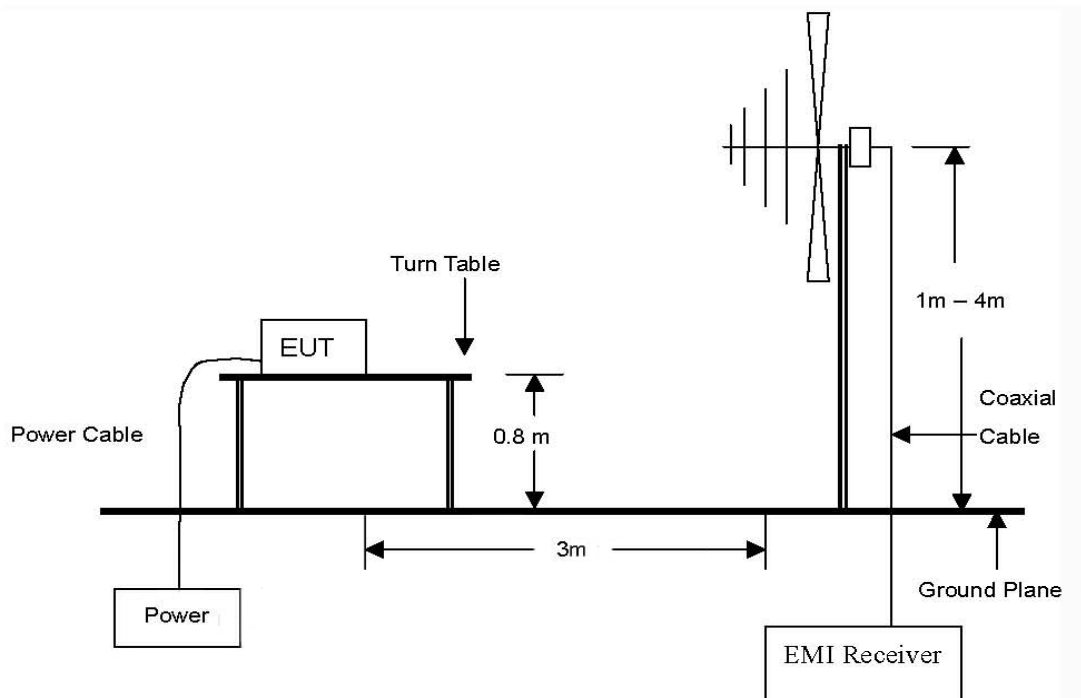 Turn Table
1m – 4m
EUT
Coaxial
Cable
Power Cable
0.8 m
3m
Ground Plane
Power
EMI Receiver